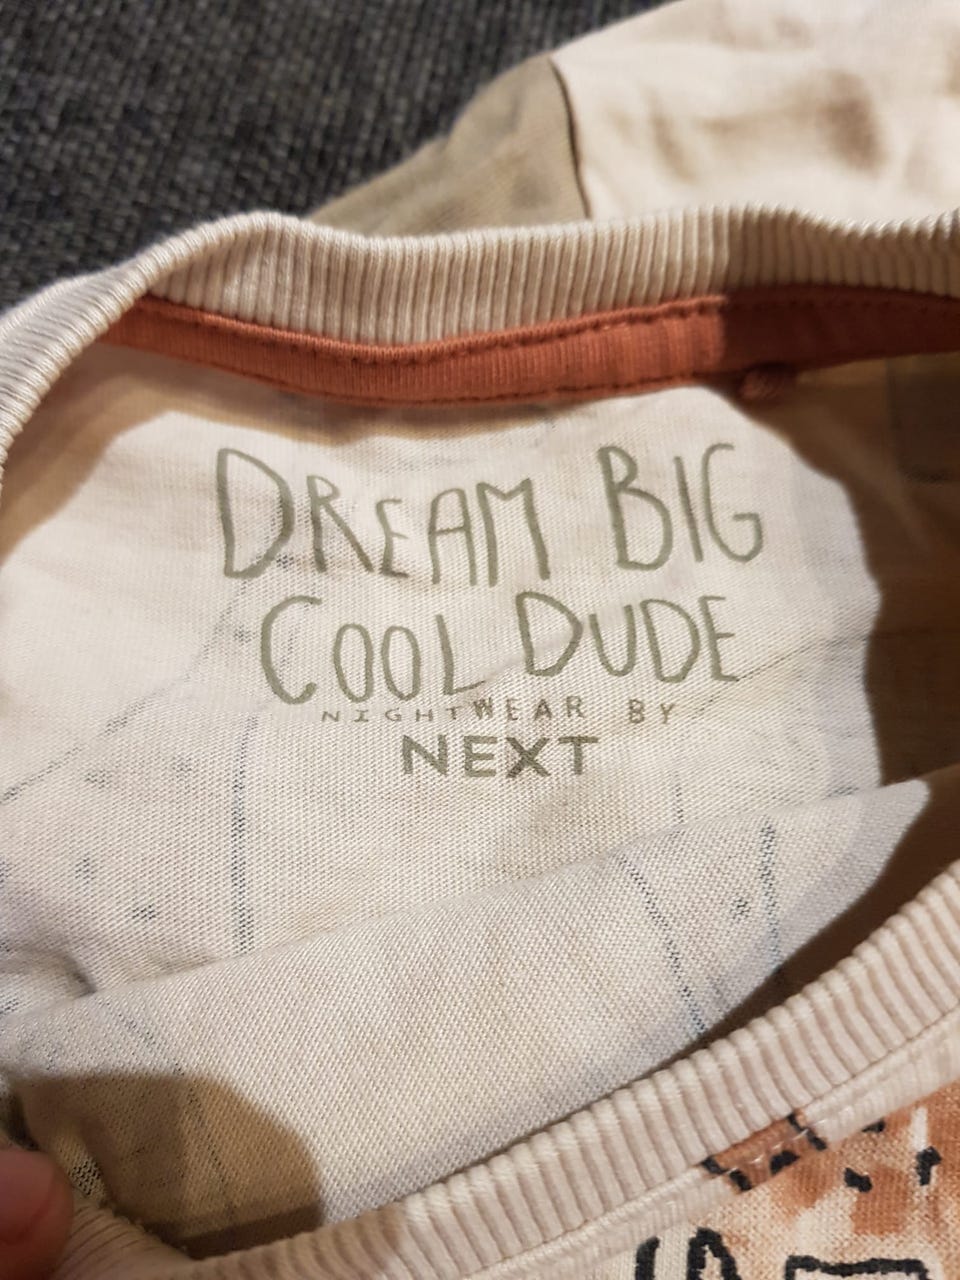 DREAM BIG
COOL DUDE
NIGHTWEAR BY
NEXT